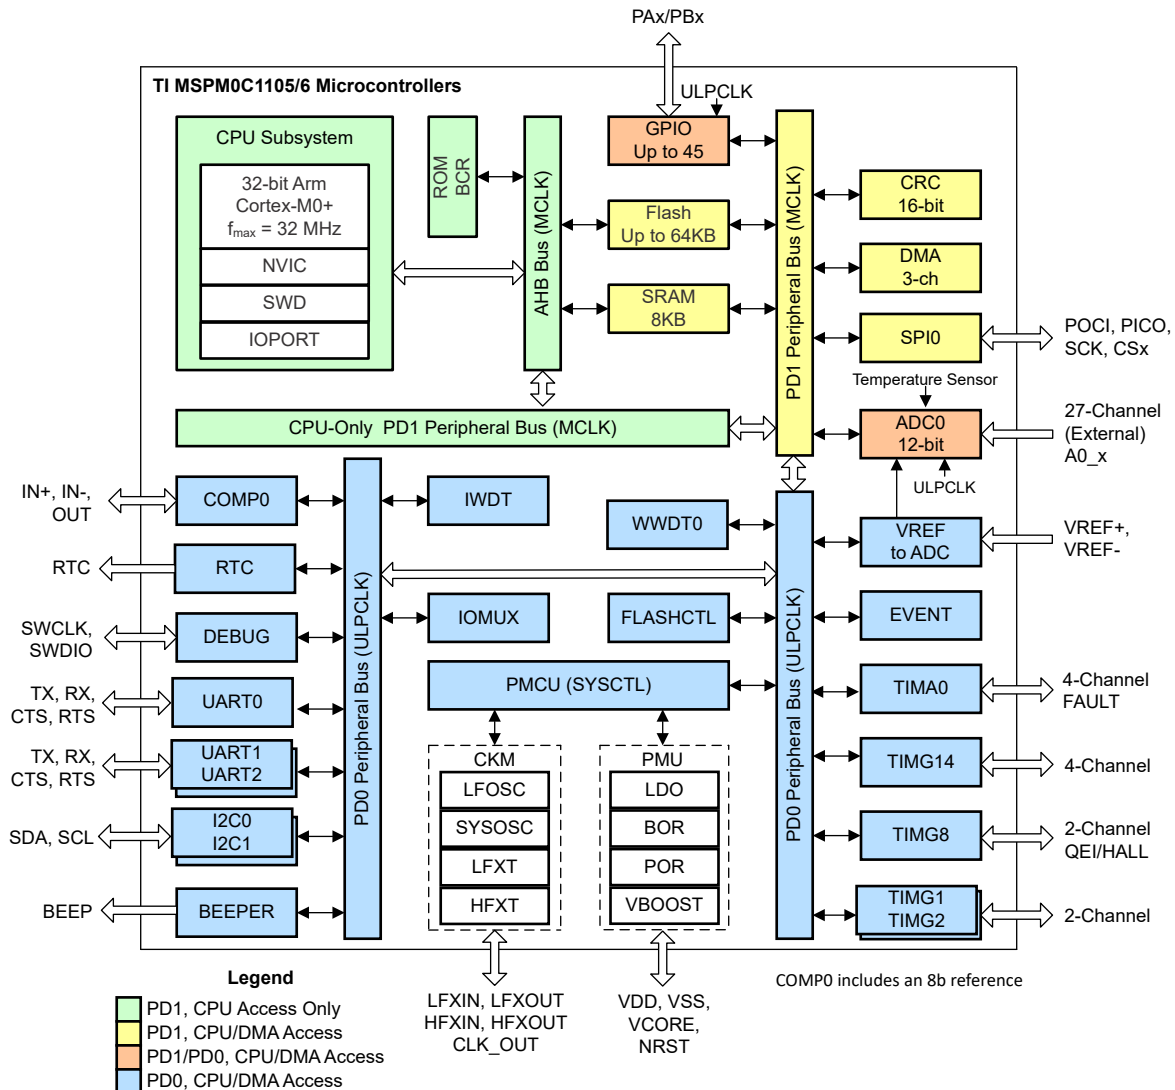 PAx/PBx
TI MSPM0C1105/6 Microcontrollers
ULPCLK
CPU Subsystem
32-bit Arm
Cortex-M0+
fmax = 32 MHz
NVIC
SWD
IOPORT
ROM
BCR
AHB Bus (MCLK)
GPIO
Up to 45
Flash
Up to 64KB
SRAM
8KB
PD1 Peripheral Bus (MCLK)
CRC
16-bit
DMA
3-ch
SPI0
POCI, PICO,
SCK, CSx
Temperature Sensor
ADC0
12-bit
27-Channel
(External)
A0_x
ULPCLK
CPU-Only PD1 Peripheral Bus (MCLK)
IN+, IN-,
OUT
COMP0
RTC
RTC
SWCLK,
SWDIO
DEBUG
TX, RX,
CTS, RTS
UART0
TX, RX,
CTS, RTS
UART1
UART2
SDA, SCL
I2C0
I2C1
BEEP
BEEPER
PD0 Peripheral Bus (ULPCLK)
IWDT
IOMUX
WWDT0
FLASHCTL
PMCU (SYSCTL)
CKM
LFOSC
SYSOSC
LFXT
HFXT
PMU
LDO
BOR
POR
VBOOST
PD0 Peripheral Bus (ULPCLK)
VREF
to ADC
VREF+,
VREF-
EVENT
TIMA0
4-Channel
FAULT
TIMG14
4-Channel
TIMG8
2-Channel
QEI/HALL
TIMG1
TIMG2
2-Channel
LFXIN, LFXOUT
HFXIN, HFXOUT
CLK_OUT
VDD, VSS,
VCORE,
NRST
COMP0 includes an 8b reference
Legend
PD1, CPU Access Only
PD1, CPU/DMA Access
PD1/PD0, CPU/DMA Access
PD0, CPU/DMA Access